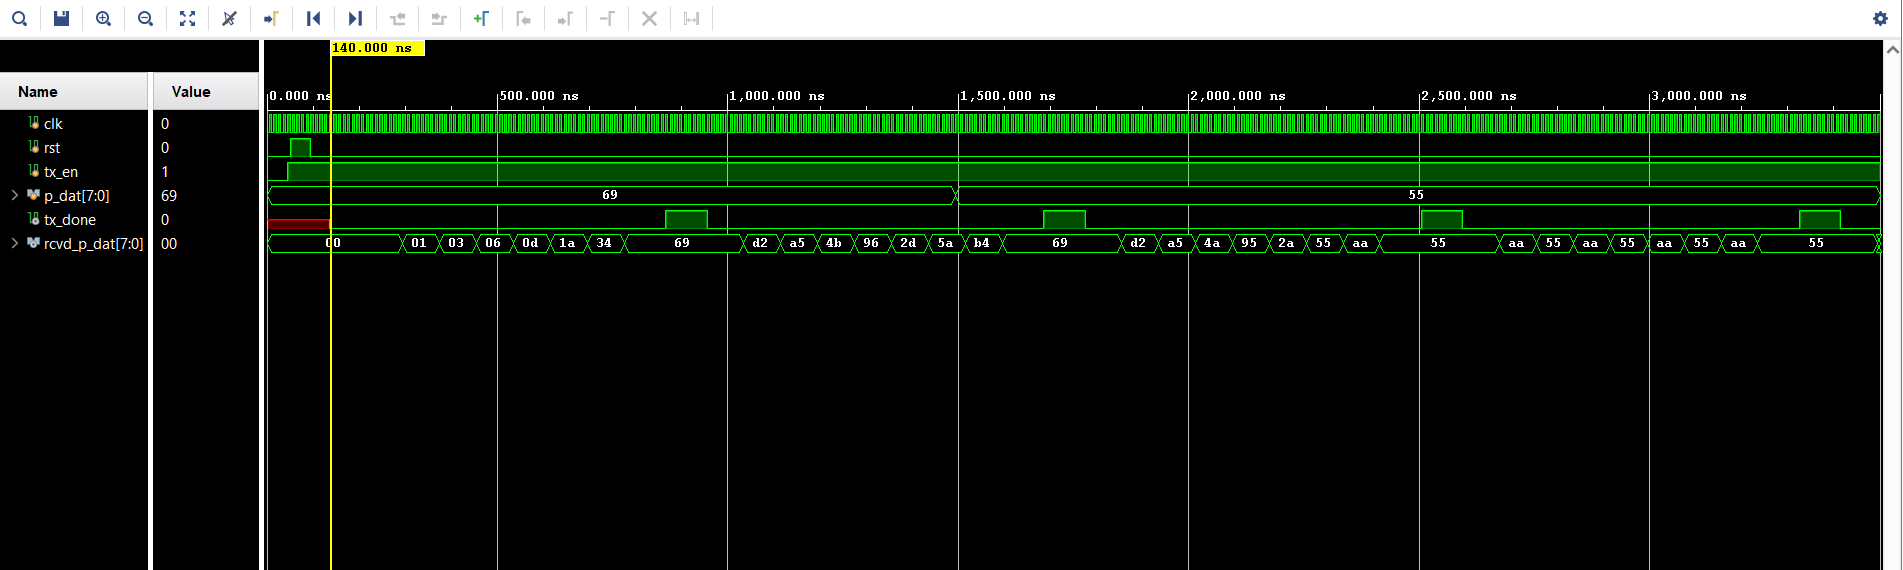 140.000 ns
Name Value
0.000 ns 500.000 ns 1,000.000 ns 1,500.000 ns 2,000.000 ns 2,500.000 ns 3,000.000 ns
clk 0
rst 0
tx_en 1
p_dat[7:0] 69 69 55
tx_done 0
rcvd_p_dat[7:0] 00 00 01 03 06 0d 1a 34 69 d2 a5 4b 96 2d 5a b4 69 d2 a5 4a 95 2a 55 aa 55 aa 55 aa 55 aa 55 aa 55